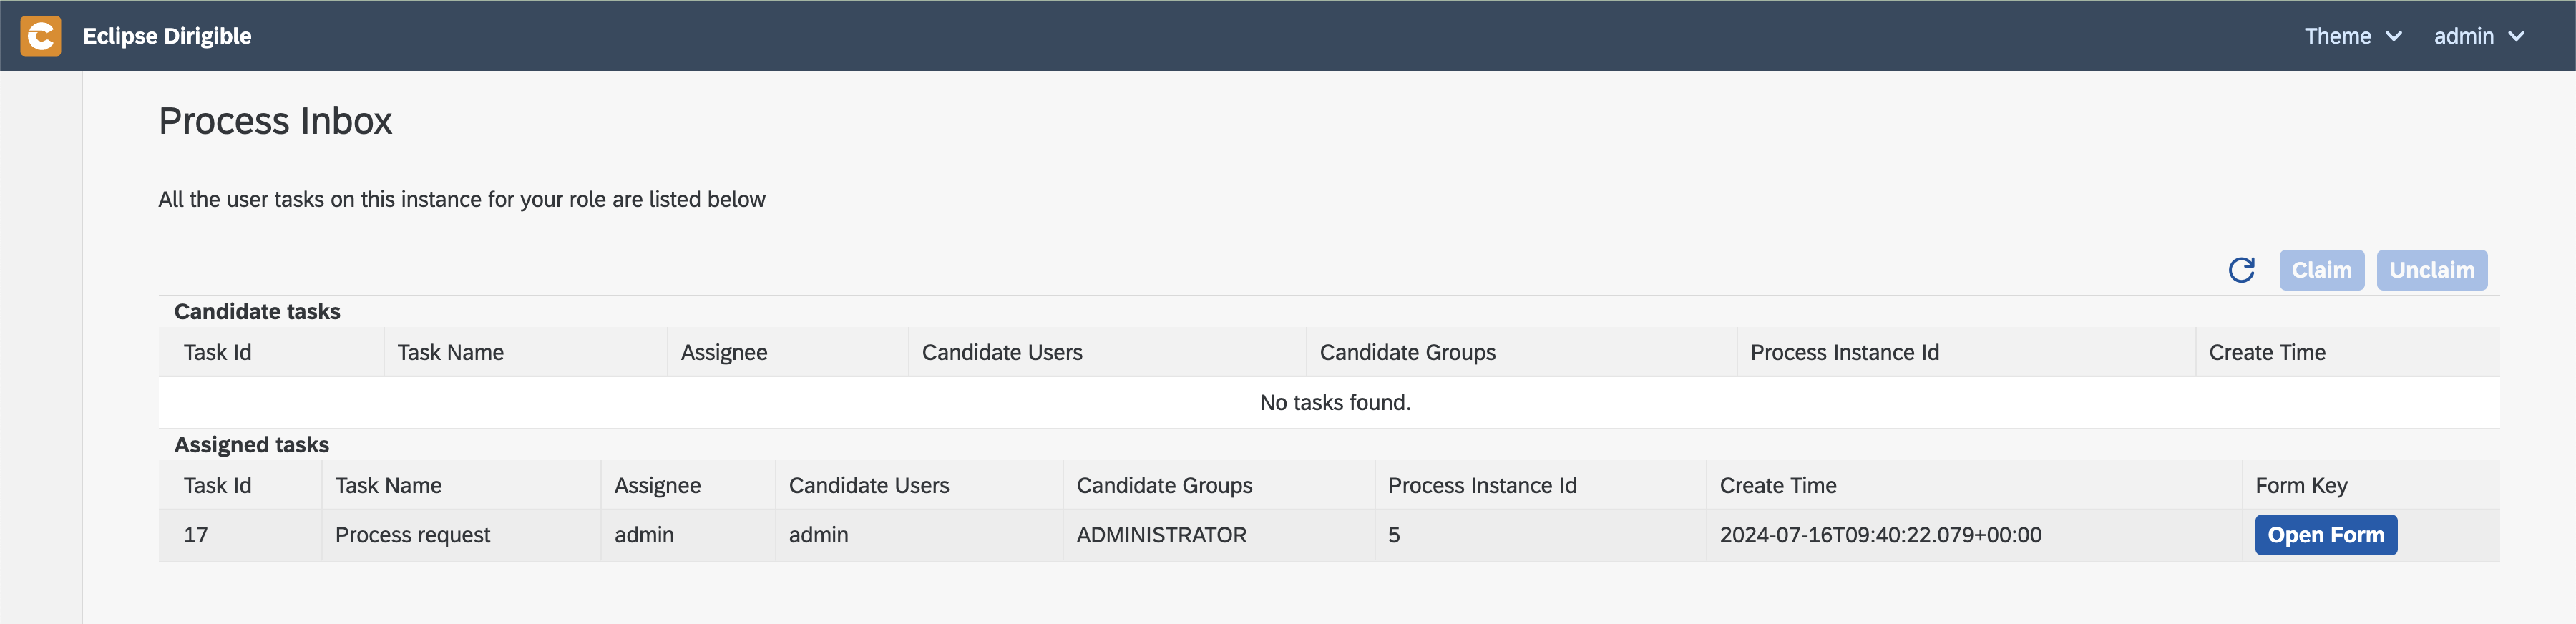 Eclipse Dirigible Theme admin
Process Inbox
All the user tasks on this instance for your role are listed below
Claim Unclaim
Candidate tasks
Task Id Task Name Assignee Candidate Users Candidate Groups Process Instance Id Create Time
No tasks found.
Assigned tasks
Task Id Task Name Assignee Candidate Users Candidate Groups Process Instance Id Create Time Form Key
17 Process request admin admin ADMINISTRATOR 5 2024-07-16T09:40:22.079+00:00 Open Form